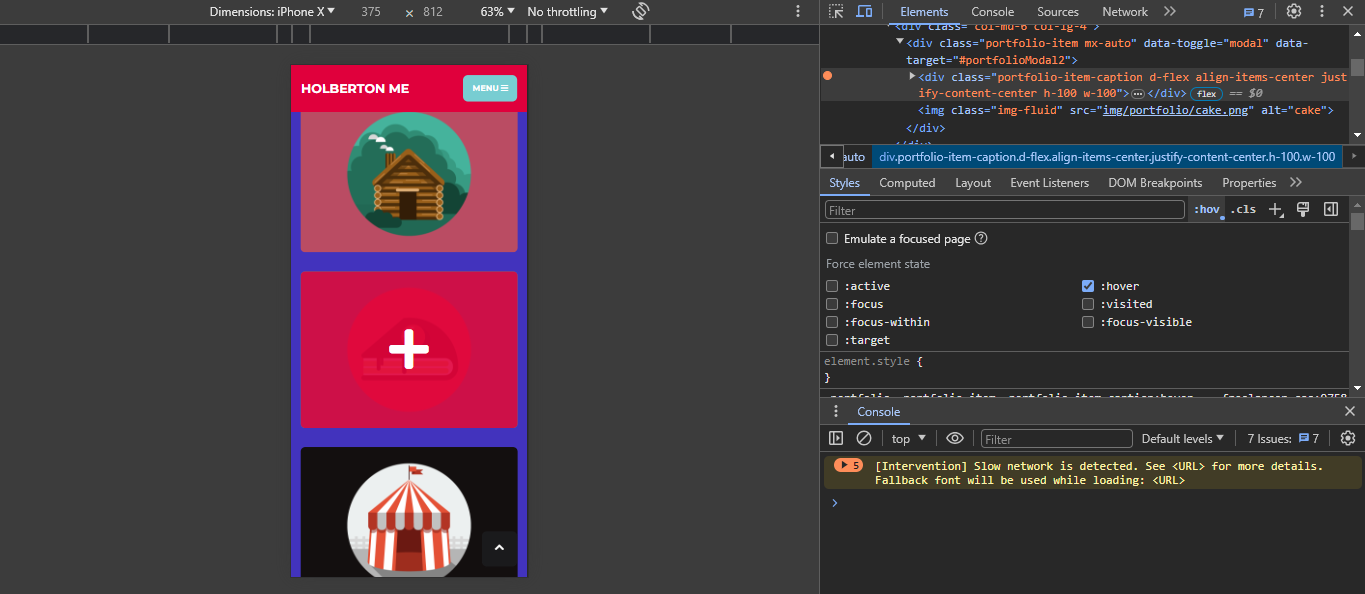 Dimensions: iPhone X ▼ 375 × 812 63% ▼ No throttling ▼
Elements Console Sources Network 7
HOLBERTON ME MENU
<div class="col-md-6 col-lg-4">
▼<div class="portfolio-item mx-auto" data-toggle="modal" data-
target="#portfolioModal2">
▶<div class="portfolio-item-caption d-flex align-items-center just
ify-content-center h-100 w-100">…</div> flex == $0
<img class="img-fluid" src="img/portfolio/cake.png" alt="cake">
</div>
</div>
auto div.portfolio-item-caption.d-flex.align-items-center.justify-content-center.h-100.w-100
Styles Computed Layout Event Listeners DOM Breakpoints Properties
Filter :hov .cls
Emulate a focused page ?
Force element state
:active :hover
:focus :visited
:focus-within :focus-visible
:target
element.style {
}
Console
top ▼ Filter Default levels ▼ 7 Issues: 7
5 [Intervention] Slow network is detected. See <URL> for more details.
Fallback font will be used while loading: <URL>